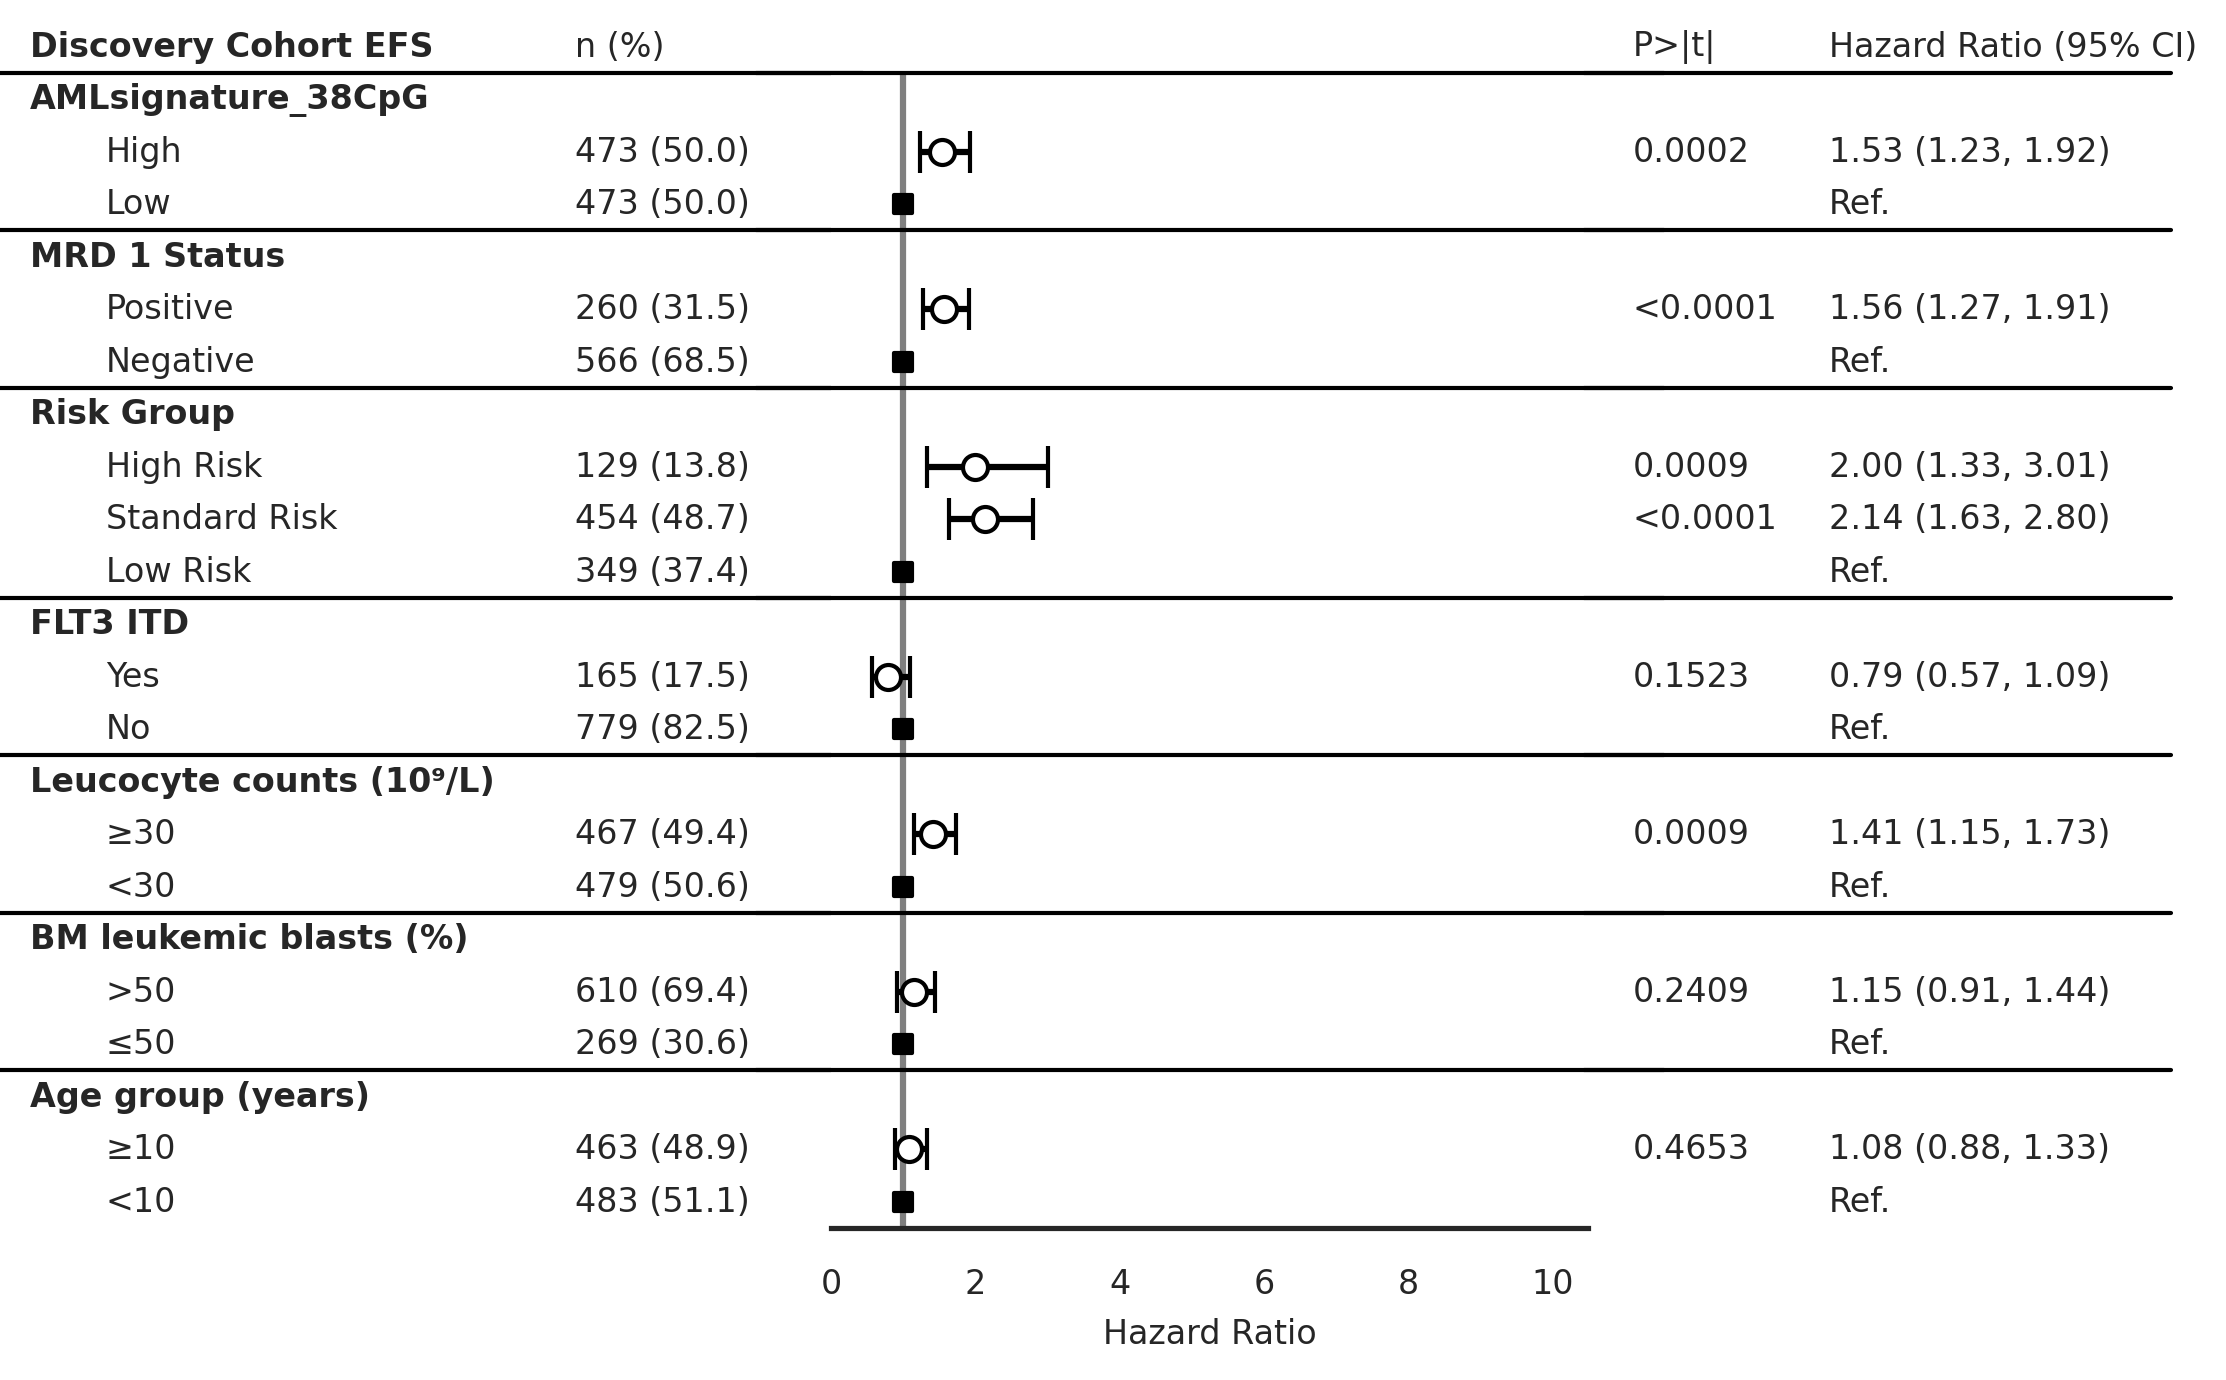 Discovery Cohort EFS n (%) P>|t| Hazard Ratio (95% CI)
AMLsignature_38CpG
High 473 (50.0) 0.0002 1.53 (1.23, 1.92)
Low 473 (50.0) Ref.
MRD 1 Status
Positive 260 (31.5) <0.0001 1.56 (1.27, 1.91)
Negative 566 (68.5) Ref.
Risk Group
High Risk 129 (13.8) 0.0009 2.00 (1.33, 3.01)
Standard Risk 454 (48.7) <0.0001 2.14 (1.63, 2.80)
Low Risk 349 (37.4) Ref.
FLT3 ITD
Yes 165 (17.5) 0.1523 0.79 (0.57, 1.09)
No 779 (82.5) Ref.
Leucocyte counts (10⁹/L)
≥30 467 (49.4) 0.0009 1.41 (1.15, 1.73)
<30 479 (50.6) Ref.
BM leukemic blasts (%)
>50 610 (69.4) 0.2409 1.15 (0.91, 1.44)
≤50 269 (30.6) Ref.
Age group (years)
≥10 463 (48.9) 0.4653 1.08 (0.88, 1.33)
<10 483 (51.1) Ref.
0 2 4 6 8 10
Hazard Ratio